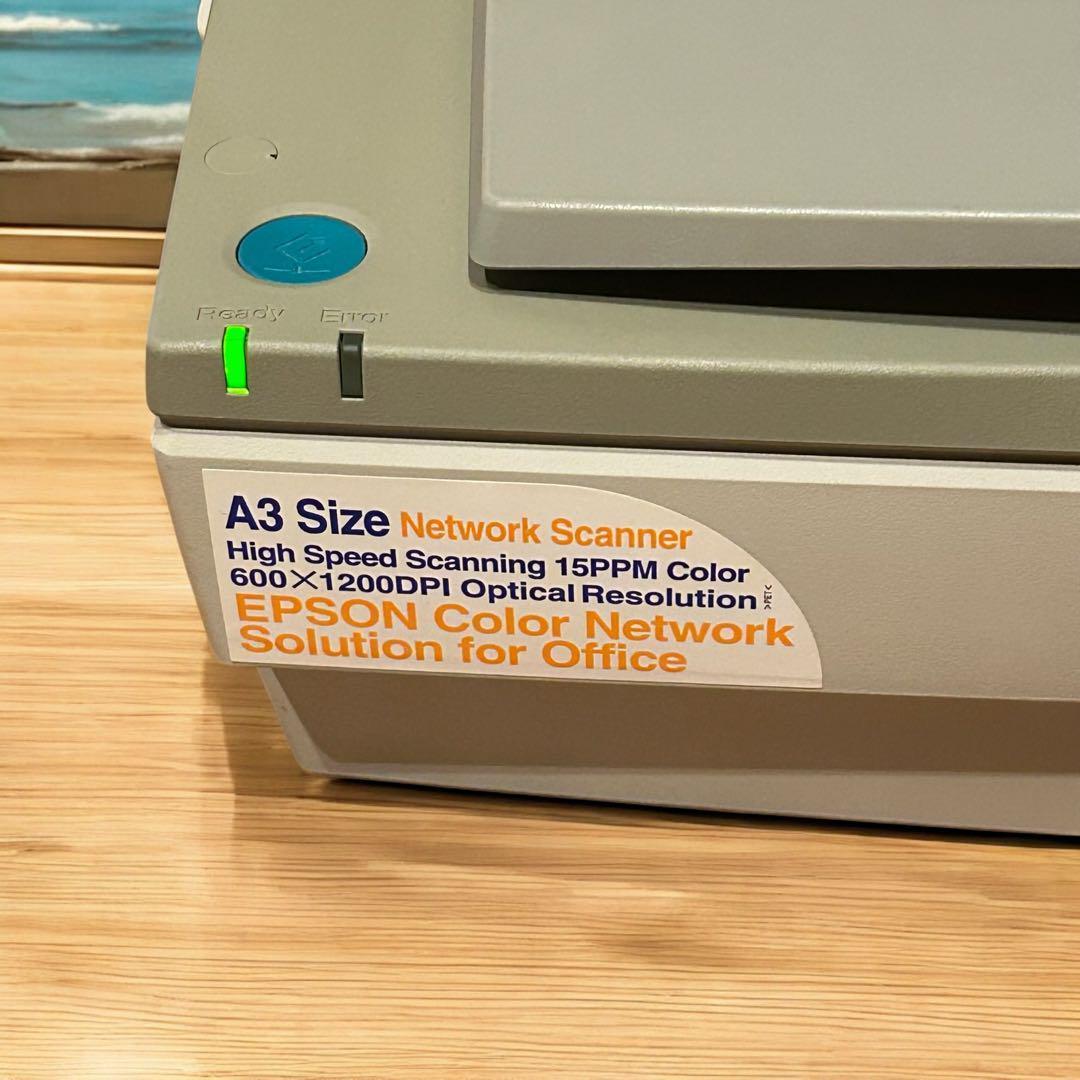 Ready Error
A3 Size Network Scanner
High Speed Scanning 15PPM Color
600×1200DPI Optical Resolution
>PET<
EPSON Color Network
Solution for Office